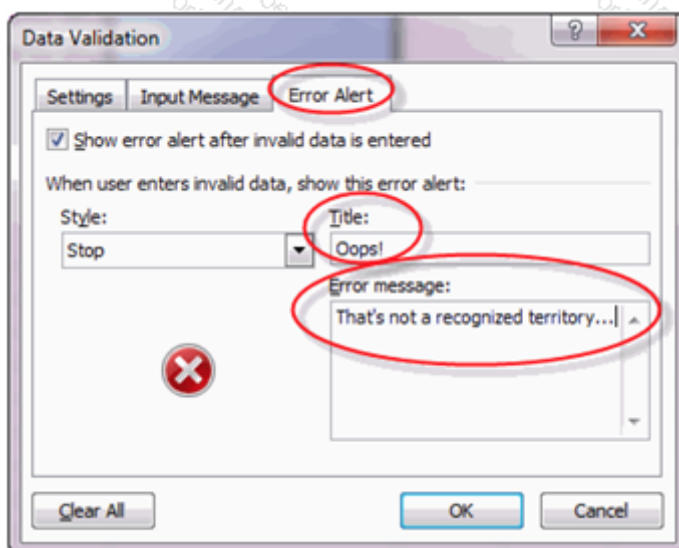 Data Validation
Settings Input Message Error Alert
Show error alert after invalid data is entered
When user enters invalid data, show this error alert:
Style: Title:
Stop Oops!
Error message:
That's not a recognized territory...
Clear All OK Cancel